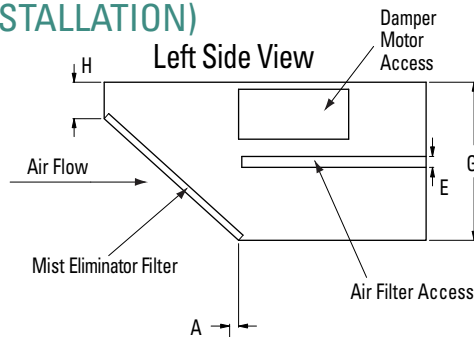 STALLATION)
Left Side View
Damper
Motor
Access
H
Air Flow
G
E
Mist Eliminator Filter
Air Filter Access
A